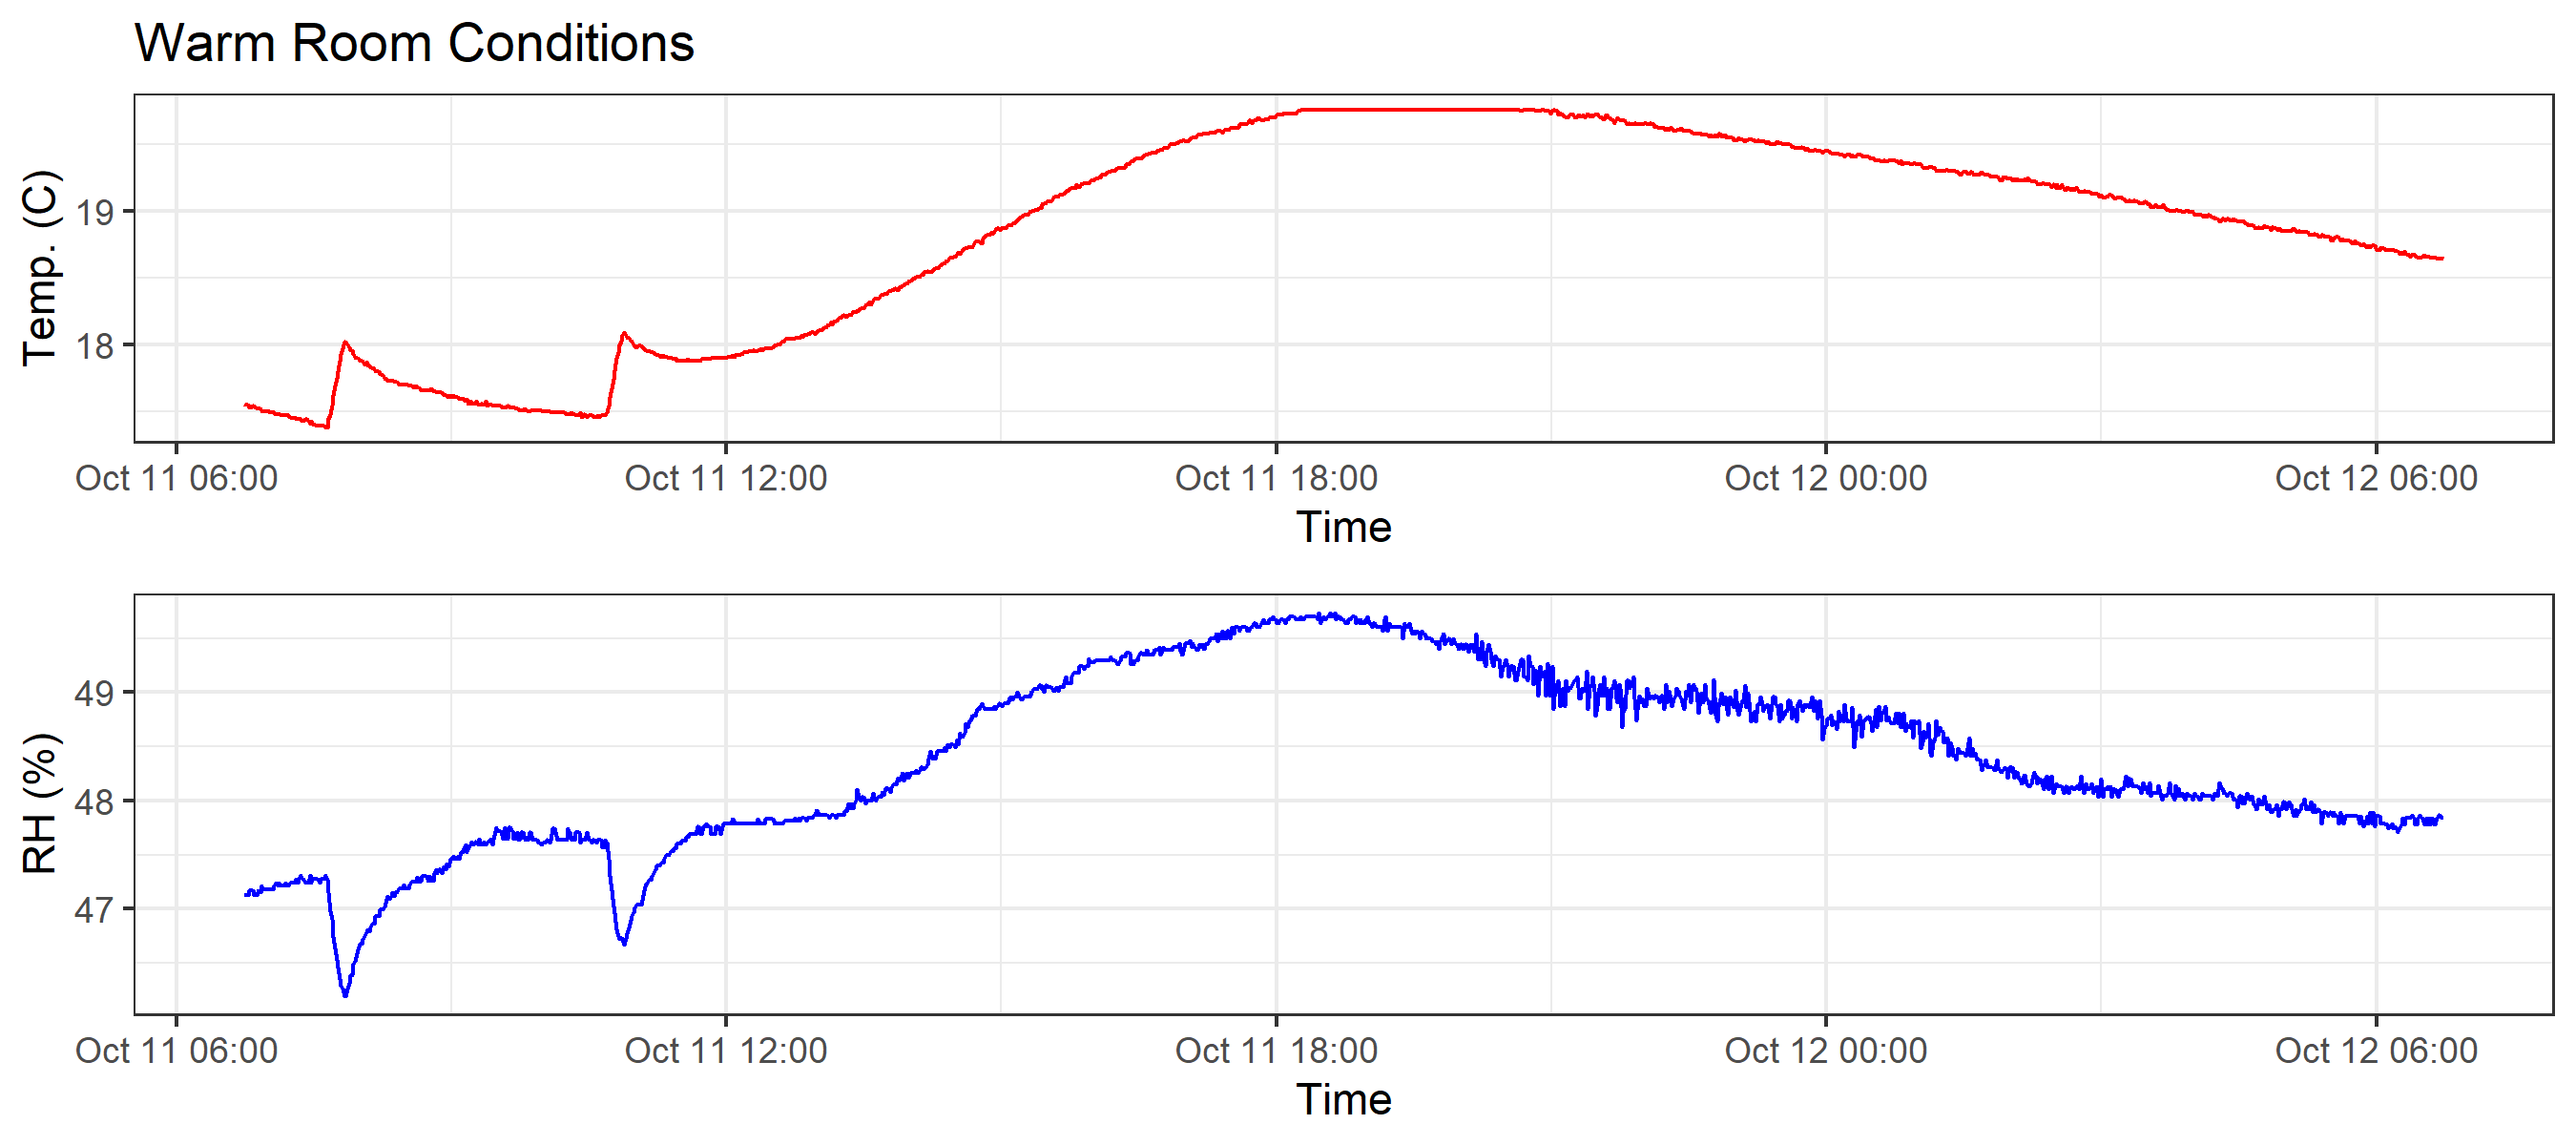 Warm Room Conditions
Temp. (C)
19
18
Oct 11 06:00 Oct 11 12:00 Oct 11 18:00 Oct 12 00:00 Oct 12 06:00
Time
RH (%)
49
48
47
Oct 11 06:00 Oct 11 12:00 Oct 11 18:00 Oct 12 00:00 Oct 12 06:00
Time